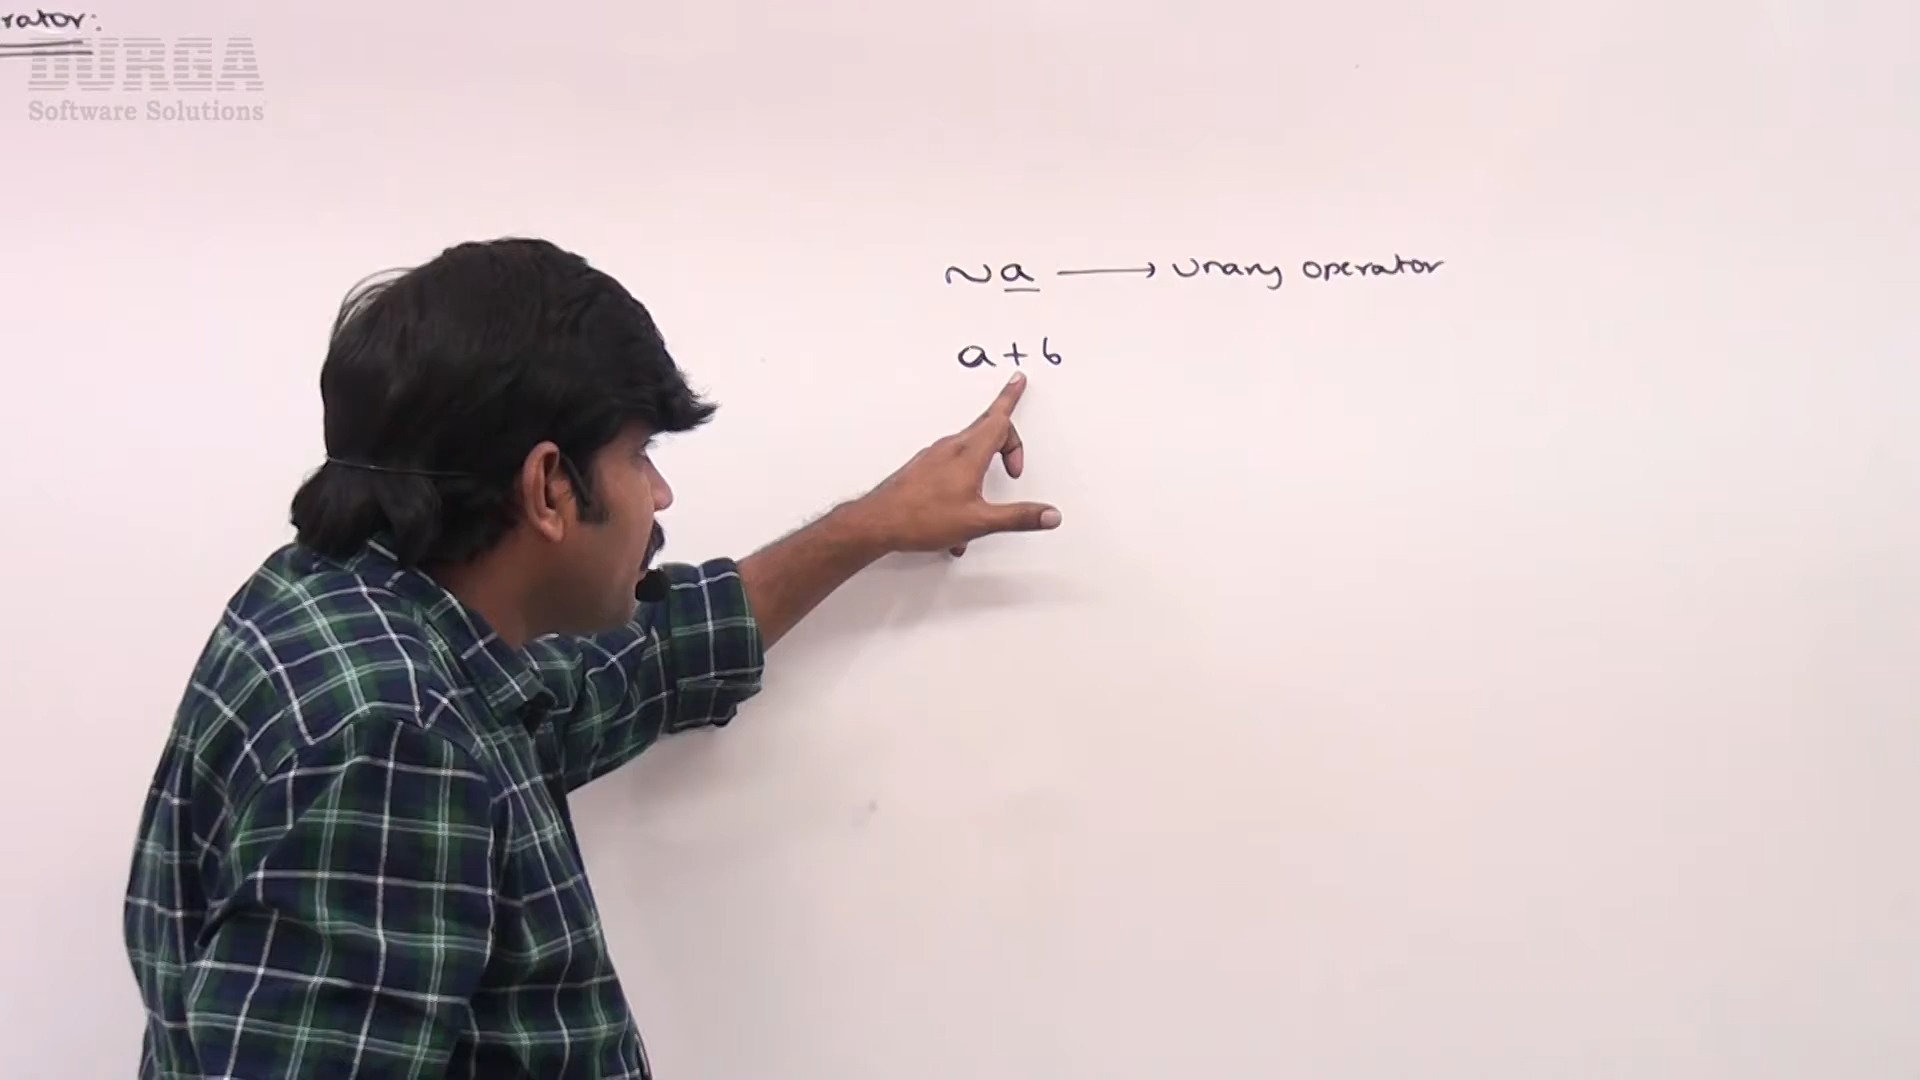 rator:
DURGA
Software Solutions
~a → Unary operator
a+b